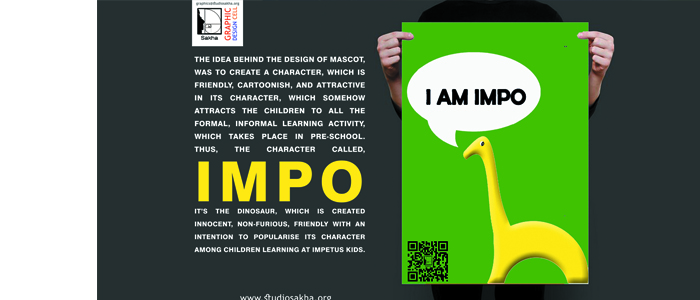 graphics@studiosakha.org
Sakha
GRAPHIC
DESIGN CELL
THE IDEA BEHIND THE DESIGN OF MASCOT,
WAS TO CREATE A CHARACTER, WHICH IS
FRIENDLY, CARTOONISH, AND ATTRACTIVE
IN ITS CHARACTER, WHICH SOMEHOW
ATTRACTS THE CHILDREN TO ALL THE
FORMAL, INFORMAL LEARNING ACTIVITY,
WHICH TAKES PLACE IN PRE-SCHOOL.
THUS, THE CHARACTER CALLED,
IMPO
IT'S THE DINOSAUR, WHICH IS CREATED
INNOCENT, NON-FURIOUS, FRIENDLY WITH AN
INTENTION TO POPULARISE ITS CHARACTER
AMONG CHILDREN LEARNING AT IMPETUS KIDS.
www.studiosakha.org
I AM IMPO